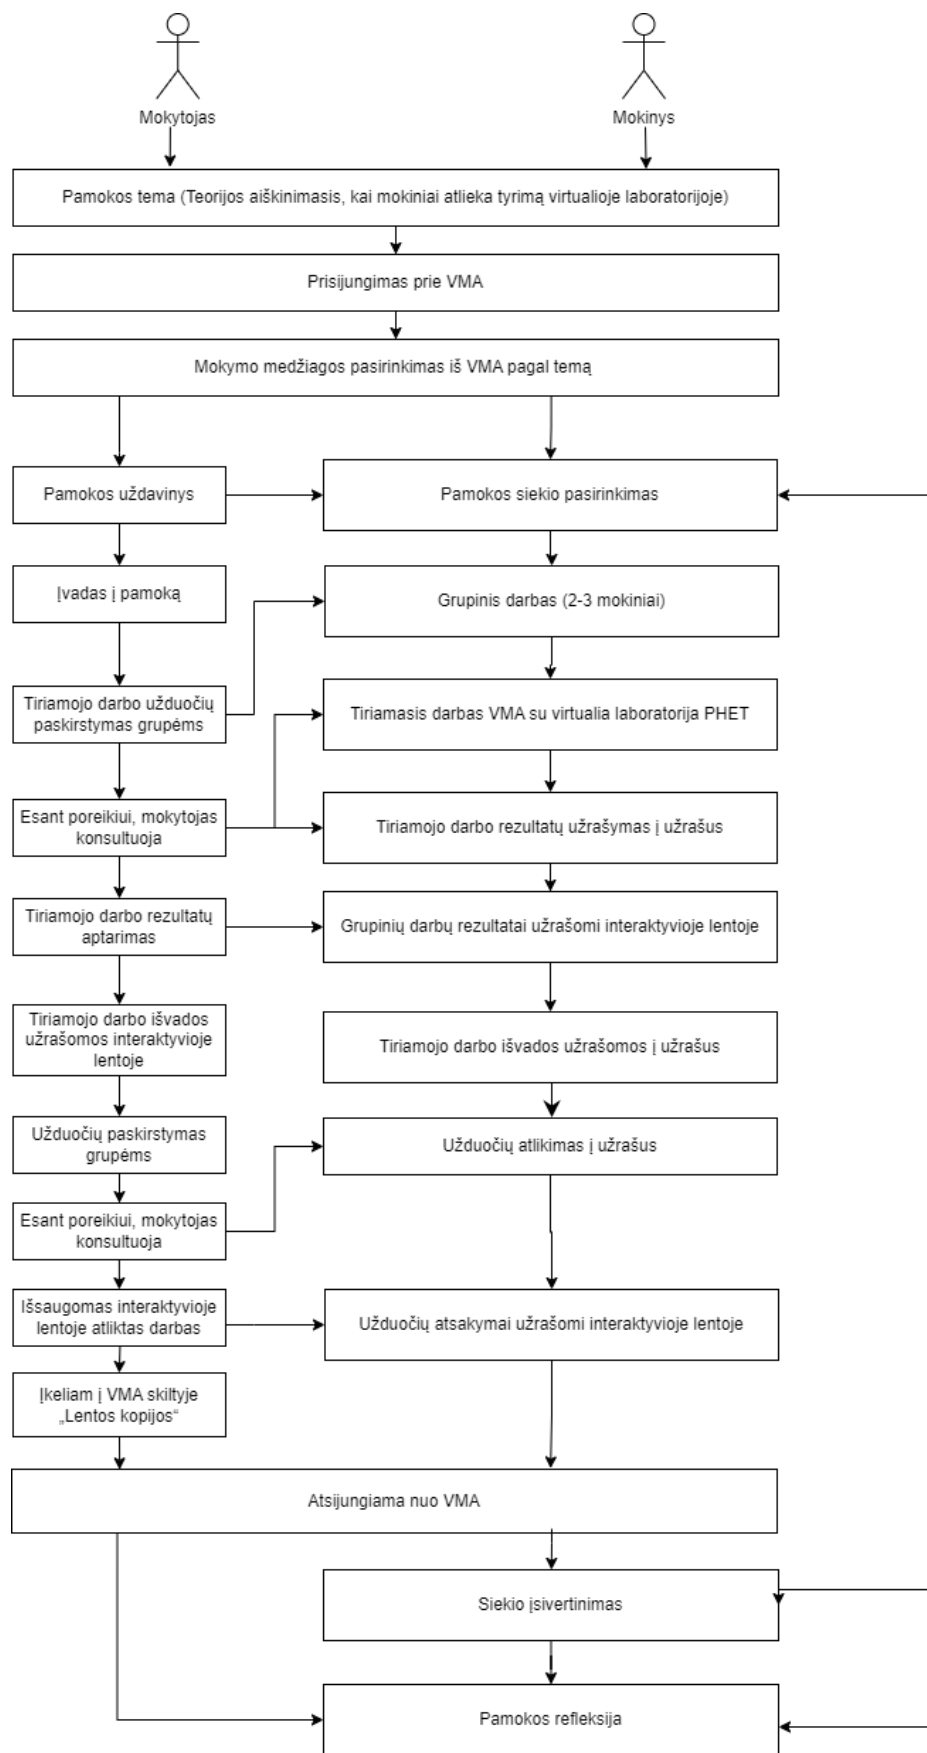 Mokytojas
Mokinys
Pamokos tema (Teorijos aiškinimasis, kai mokiniai atlieka tyrimą virtualioje laboratorijoje)
Prisijungimas prie VMA
Mokymo medžiagos pasirinkimas iš VMA pagal temą
Pamokos uždavinys
Pamokos siekio pasirinkimas
Įvadas į pamoką
Grupinis darbas (2-3 mokiniai)
Tiriamojo darbo užduočių
paskirstymas grupėms
Tiriamasis darbas VMA su virtualia laboratorija PHET
Esant poreikiui, mokytojas
konsultuoja
Tiriamojo darbo rezultatų užrašymas į užrašus
Tiriamojo darbo rezultatų
aptarimas
Grupinių darbų rezultatai užrašomi interaktyvioje lentoje
Tiriamojo darbo išvados
užrašomos interaktyvioje
lentoje
Tiriamojo darbo išvados užrašomos į užrašus
Užduočių paskirstymas
grupėms
Užduočių atlikimas į užrašus
Esant poreikiui, mokytojas
konsultuoja
Išsaugomas interaktyvioje
lentoje atliktas darbas
Užduočių atsakymai užrašomi interaktyvioje lentoje
Įkeliam į VMA skiltyje
„Lentos kopijos“
Atsijungiama nuo VMA
Siekio įsivertinimas
Pamokos refleksija